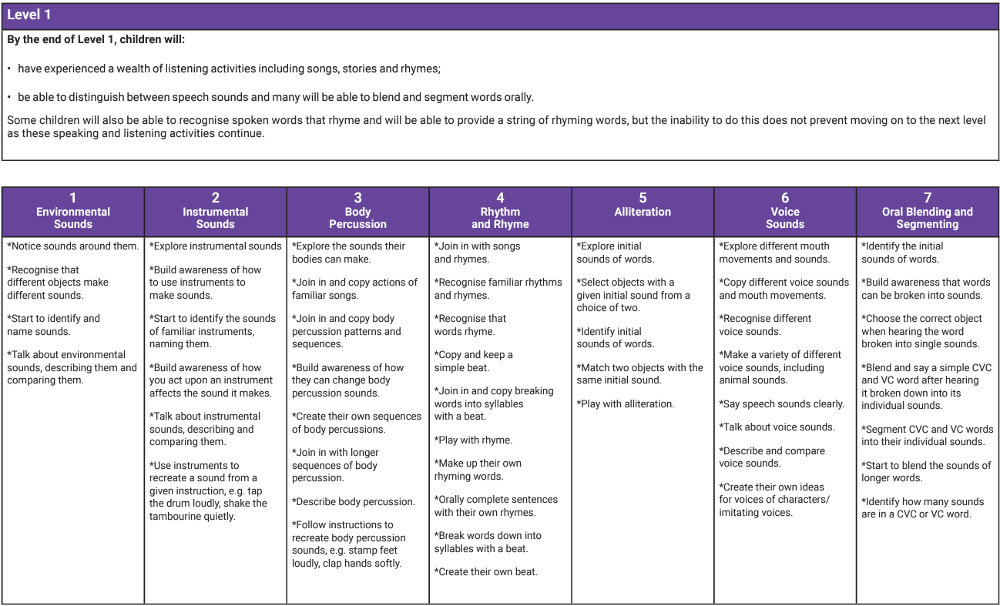 Level 1
By the end of Level 1, children will:
• have experienced a wealth of listening activities including songs, stories and rhymes;
• be able to distinguish between speech sounds and many will be able to blend and segment words orally.
Some children will also be able to recognise spoken words that rhyme and will be able to provide a string of rhyming words, but the inability to do this does not prevent moving on to the next level
as these speaking and listening activities continue.
1
Environmental
Sounds
*Notice sounds around them.
*Recognise that
different objects make
different sounds.
*Start to identify and
name sounds.
*Talk about environmental
sounds, describing them and
comparing them.
2
Instrumental
Sounds
*Explore instrumental sounds
*Build awareness of how
to use instruments to
make sounds.
*Start to identify the sounds
of familiar instruments,
naming them.
*Build awareness of how
you act upon an instrument
affects the sound it makes.
*Talk about instrumental
sounds, describing and
comparing them.
*Use instruments to
recreate a sound from a
given instruction, e.g. tap
the drum loudly, shake the
tambourine quietly.
3
Body
Percussion
*Explore the sounds their
bodies can make.
*Join in and copy actions of
familiar songs.
*Join in and copy body
percussion patterns and
sequences.
*Build awareness of how
they can change body
percussion sounds.
*Create their own sequences
of body percussions.
*Join in with longer
sequences of body
percussion.
*Describe body percussion.
*Follow instructions to
recreate body percussion
sounds, e.g. stamp feet
loudly, clap hands softly.
4
Rhythm
and Rhyme
*Join in with songs
and rhymes.
*Recognise familiar rhythms
and rhymes.
*Recognise that
words rhyme.
*Copy and keep a
simple beat.
*Join in and copy breaking
words into syllables
with a beat.
*Play with rhyme.
*Make up their own
rhyming words.
*Orally complete sentences
with their own rhymes.
*Break words down into
syllables with a beat.
*Create their own beat.
5
Alliteration
*Explore initial
sounds of words.
*Select objects with a
given initial sound from a
choice of two.
*Identify initial
sounds of words.
*Match two objects with the
same initial sound.
*Play with alliteration.
6
Voice
Sounds
*Explore different mouth
movements and sounds.
*Copy different voice sounds
and mouth movements.
*Recognise different
voice sounds.
*Make a variety of different
voice sounds, including
animal sounds.
*Say speech sounds clearly.
*Talk about voice sounds.
*Describe and compare
voice sounds.
*Create their own ideas
for voices of characters/
imitating voices.
7
Oral Blending and
Segmenting
*Identify the initial
sounds of words.
*Build awareness that words
can be broken into sounds.
*Choose the correct object
when hearing the word
broken into single sounds.
*Blend and say a simple CVC
and VC word after hearing
it broken down into its
individual sounds.
*Segment CVC and VC words
into their individual sounds.
*Start to blend the sounds of
longer words.
*Identify how many sounds
are in a CVC or VC word.